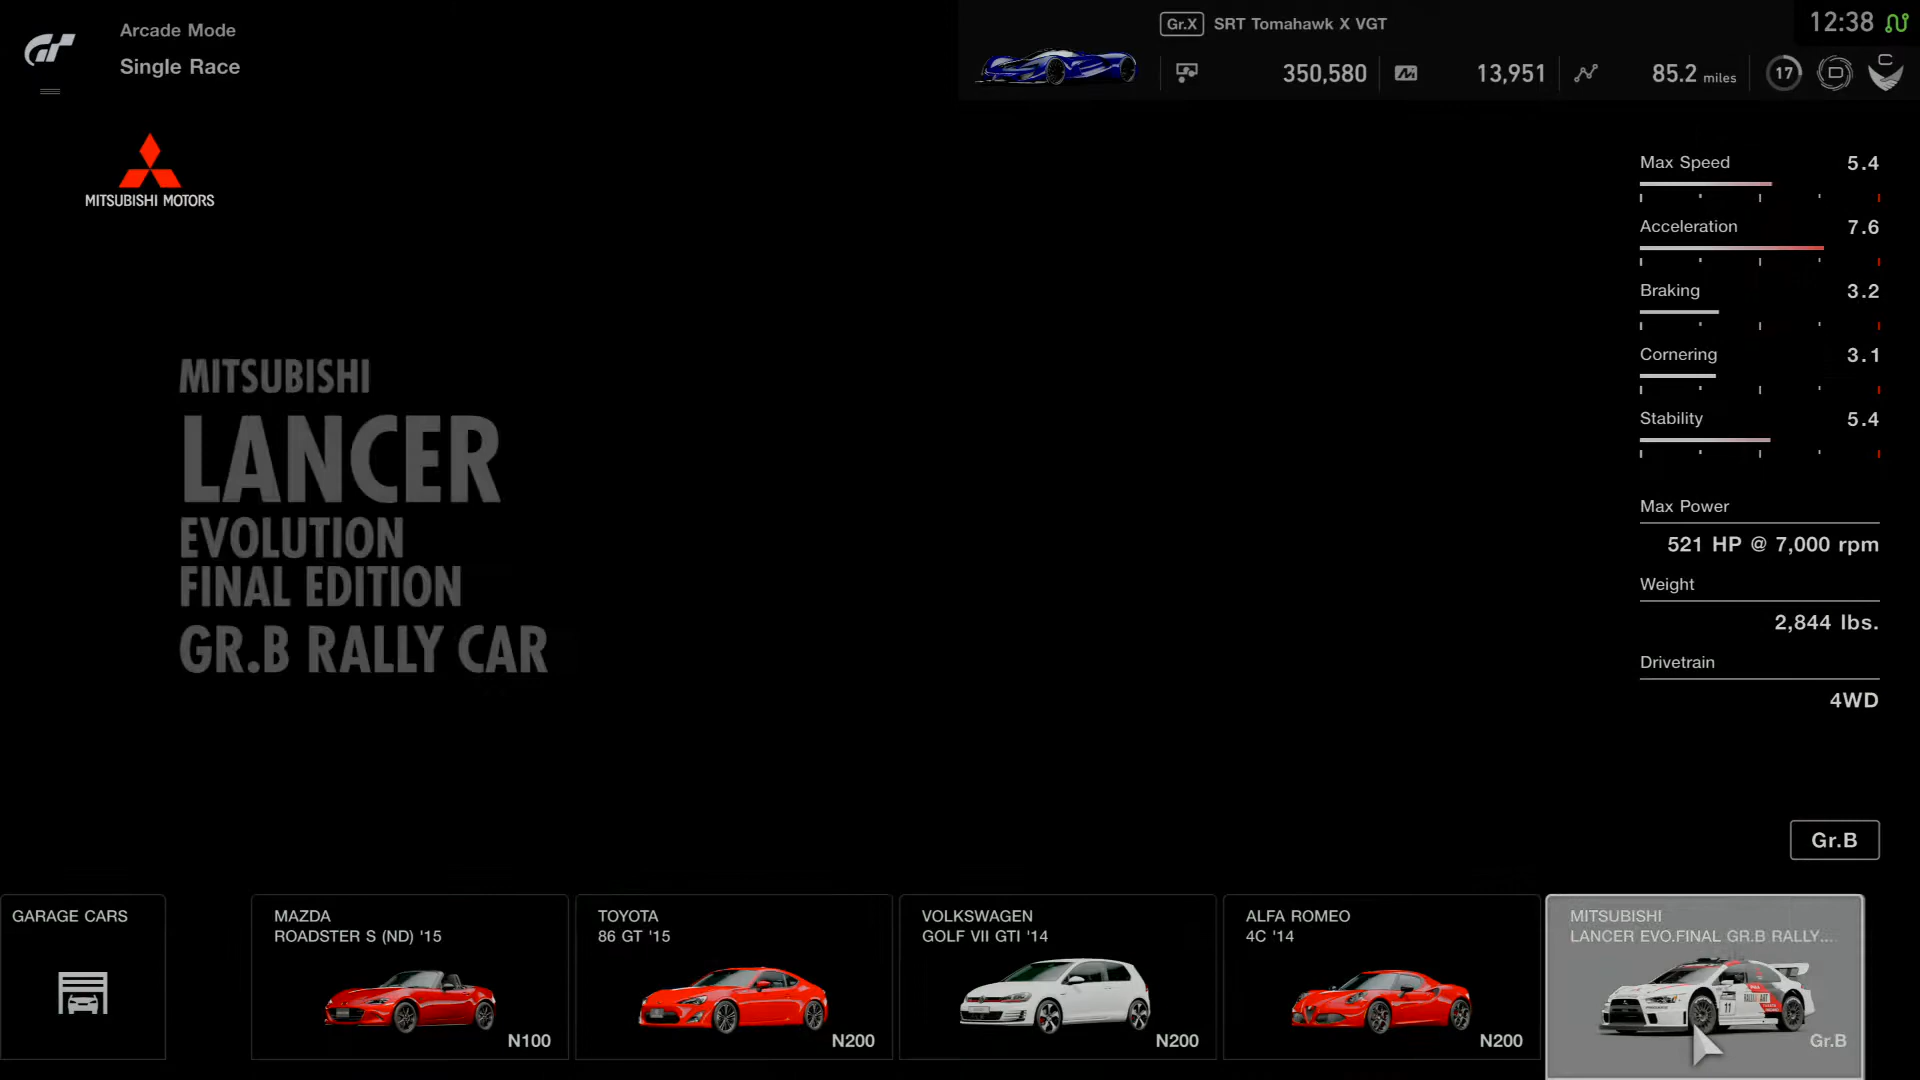 Arcade Mode
Single Race
Gr.X SRT Tomahawk X VGT
350,580
13,951
85.2 miles
17
D
C
12:38
MITSUBISHI MOTORS
MITSUBISHI
LANCER
EVOLUTION
FINAL EDITION
GR.B RALLY CAR
Max Speed 5.4
Acceleration 7.6
Braking 3.2
Cornering 3.1
Stability 5.4
Max Power
521 HP @ 7,000 rpm
Weight
2,844 lbs.
Drivetrain
4WD
Gr.B
GARAGE CARS
MAZDA
ROADSTER S (ND) '15
N100
TOYOTA
86 GT '15
N200
VOLKSWAGEN
GOLF VII GTI '14
N200
ALFA ROMEO
4C '14
N200
MITSUBISHI
LANCER EVO.FINAL GR.B RALLY...
11
Gr.B